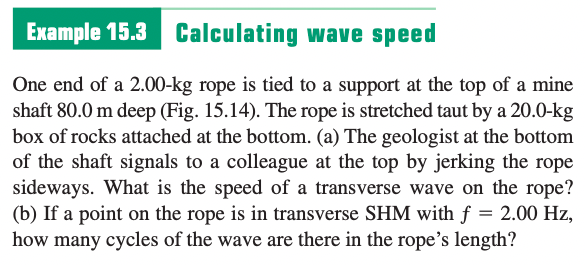 Example 15.3 Calculating wave speed
One end of a 2.00-kg rope is tied to a support at the top of a mine
shaft 80.0 m deep (Fig. 15.14). The rope is stretched taut by a 20.0-kg
box of rocks attached at the bottom. (a) The geologist at the bottom
of the shaft signals to a colleague at the top by jerking the rope
sideways. What is the speed of a transverse wave on the rope?
(b) If a point on the rope is in transverse SHM with f = 2.00 Hz,
how many cycles of the wave are there in the rope’s length?